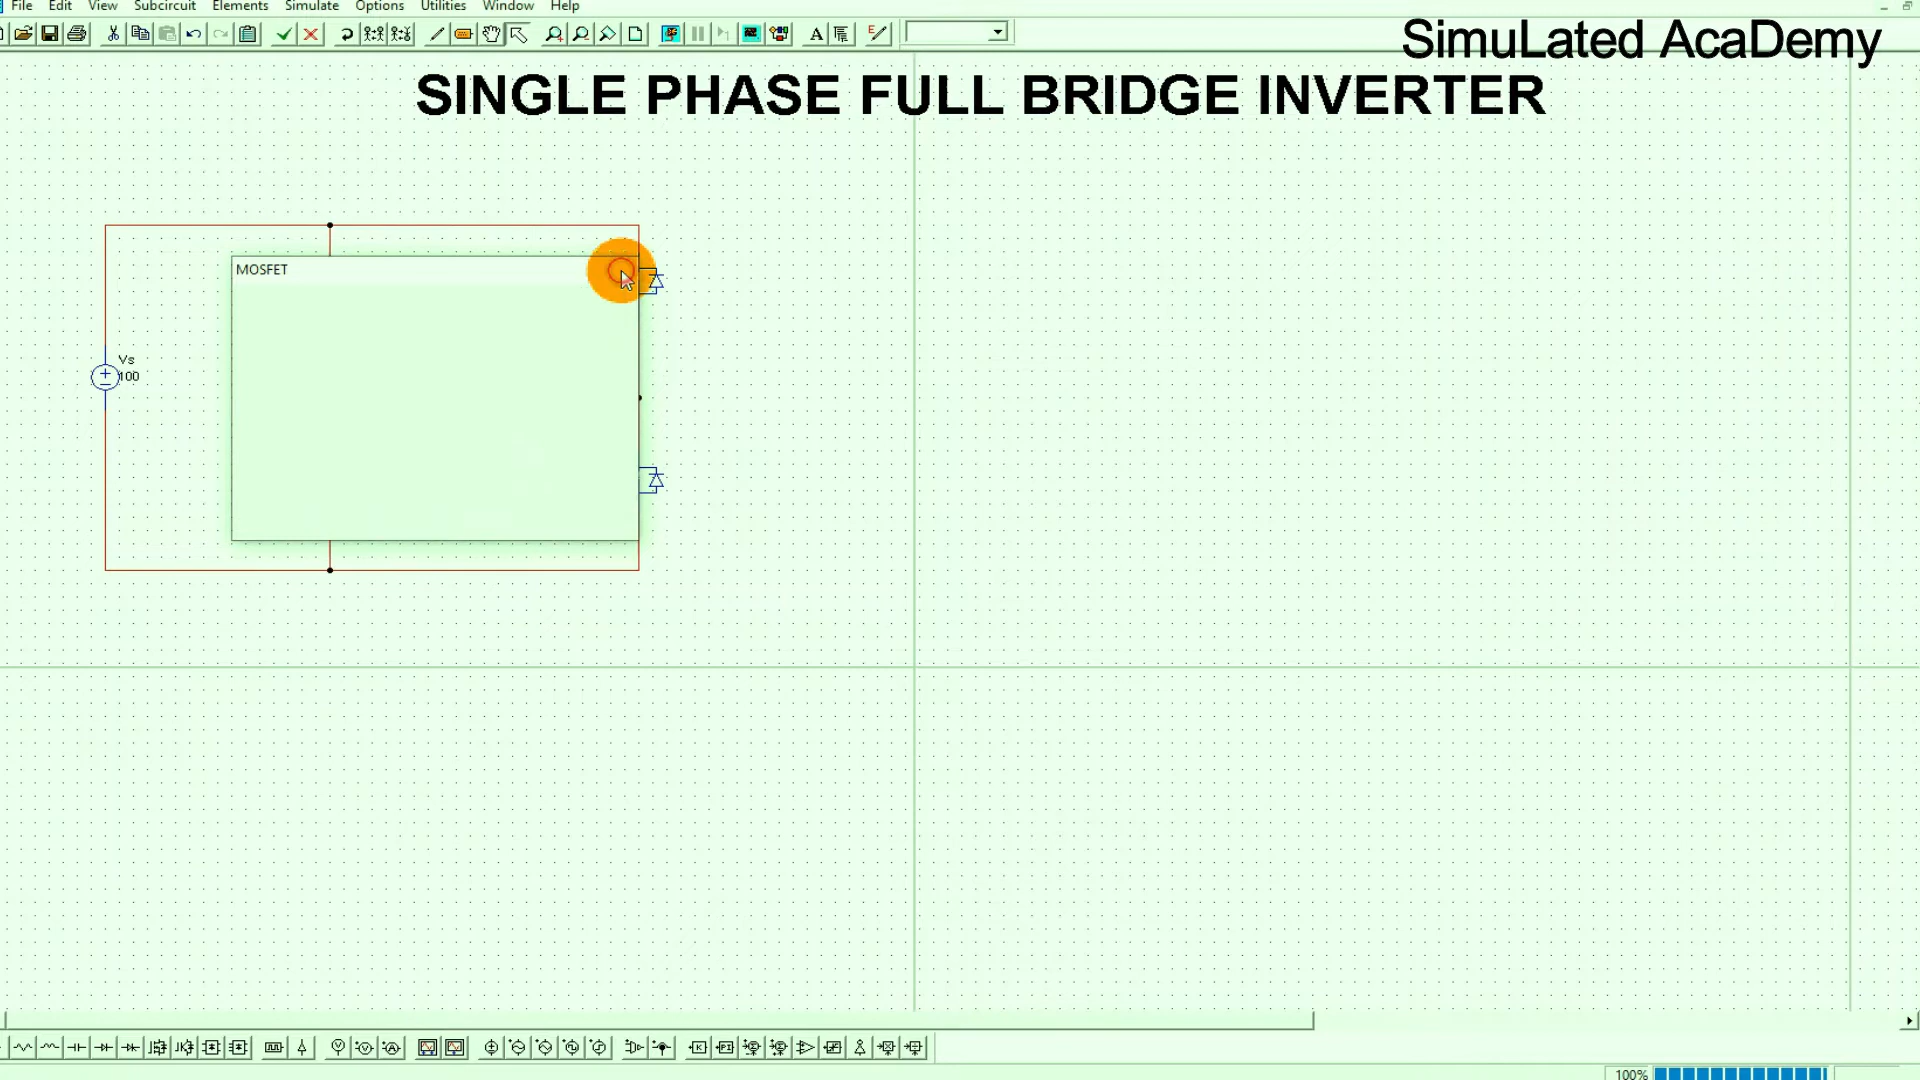 File Edit View Subcircuit Elements Simulate Options Utilities Window Help
SimuLated AcaDemy
SINGLE PHASE FULL BRIDGE INVERTER
MOSFET
Vs
100
100%